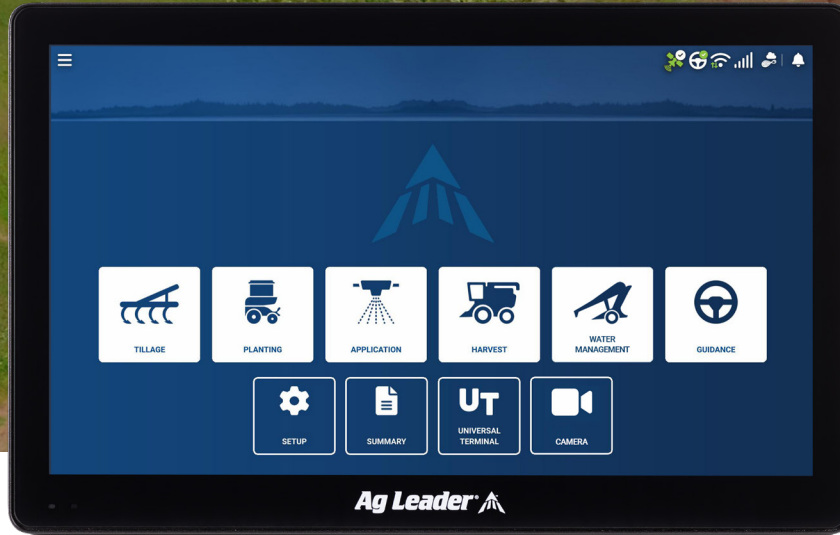 TILLAGE
PLANTING
APPLICATION
HARVEST
WATER
MANAGEMENT
GUIDANCE
SETUP
SUMMARY
UT
UNIVERSAL
TERMINAL
CAMERA
Ag Leader